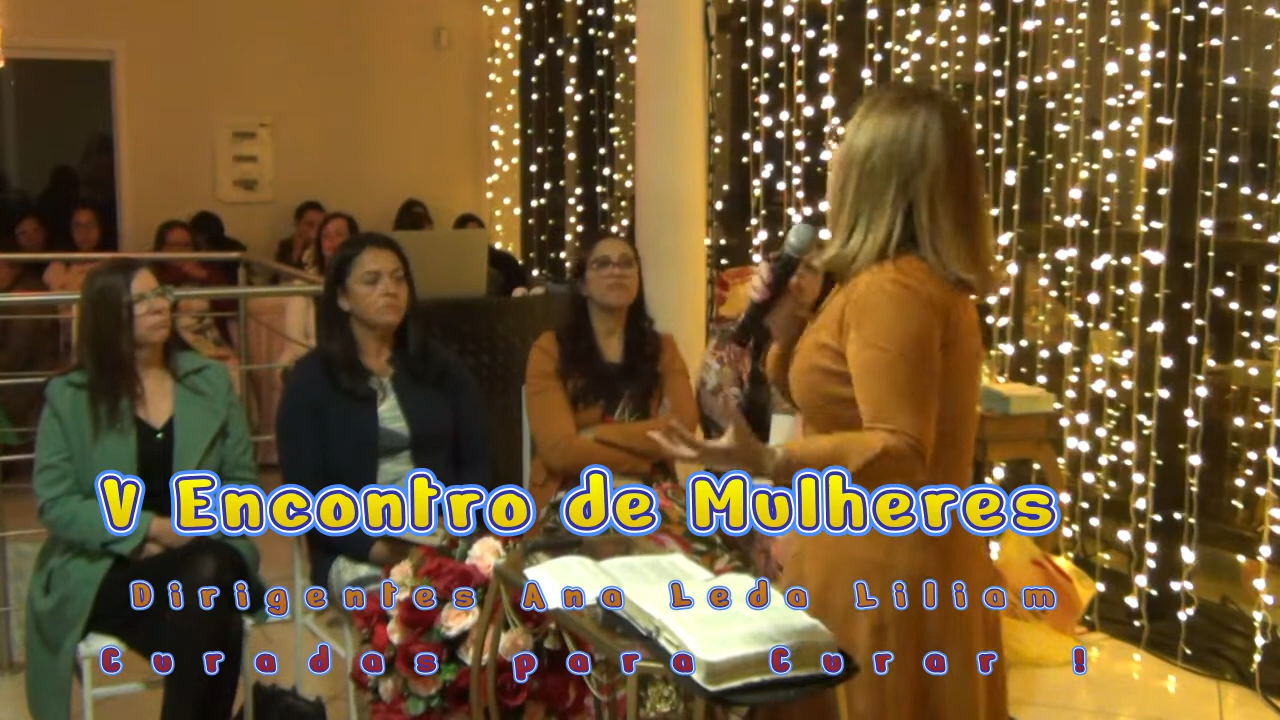 V Encontro de Mulheres
Dirigentes Ana Leda Liliam
Curadas para Curar !